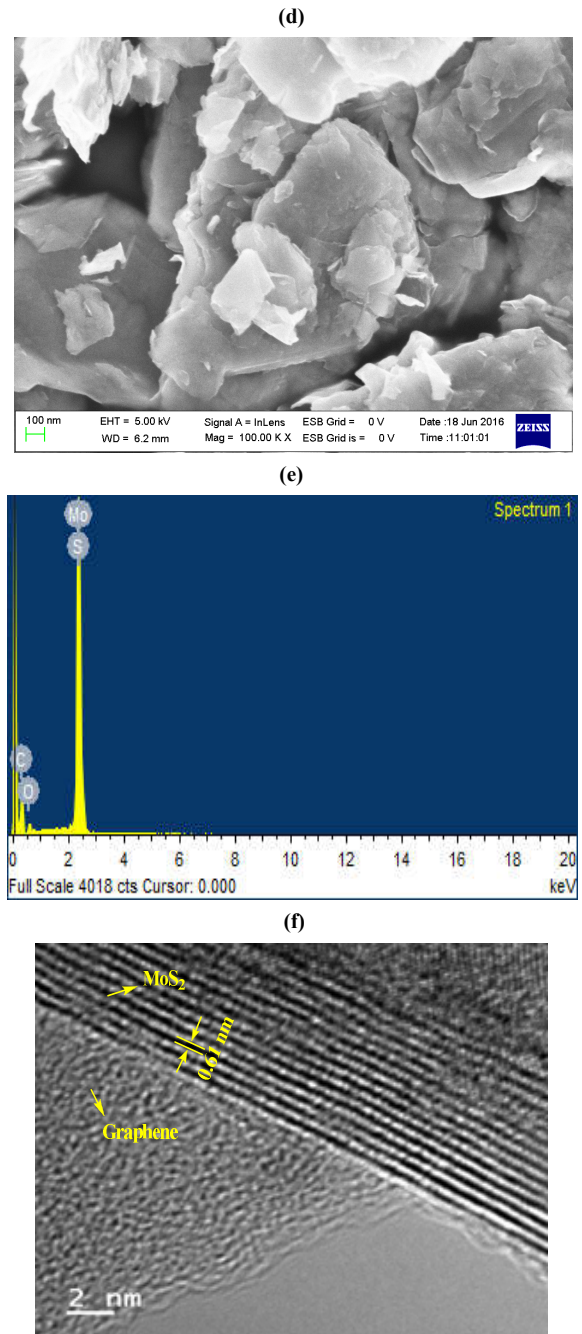 (d)
100 nm
EHT = 5.00 kV
Signal A = InLens
ESB Grid = 0 V
Date :18 Jun 2016
WD = 6.2 mm
Mag = 100.00 K X
ESB Grid is = 0 V
Time :11:01:01
ZEISS
(e)
Spectrum 1
Mo
S
C
O
0 2 4 6 8 10 12 14 16 18 20
Full Scale 4018 cts Cursor: 0.000
keV
(f)
MoS₂
0.61 nm
Graphene
2 nm